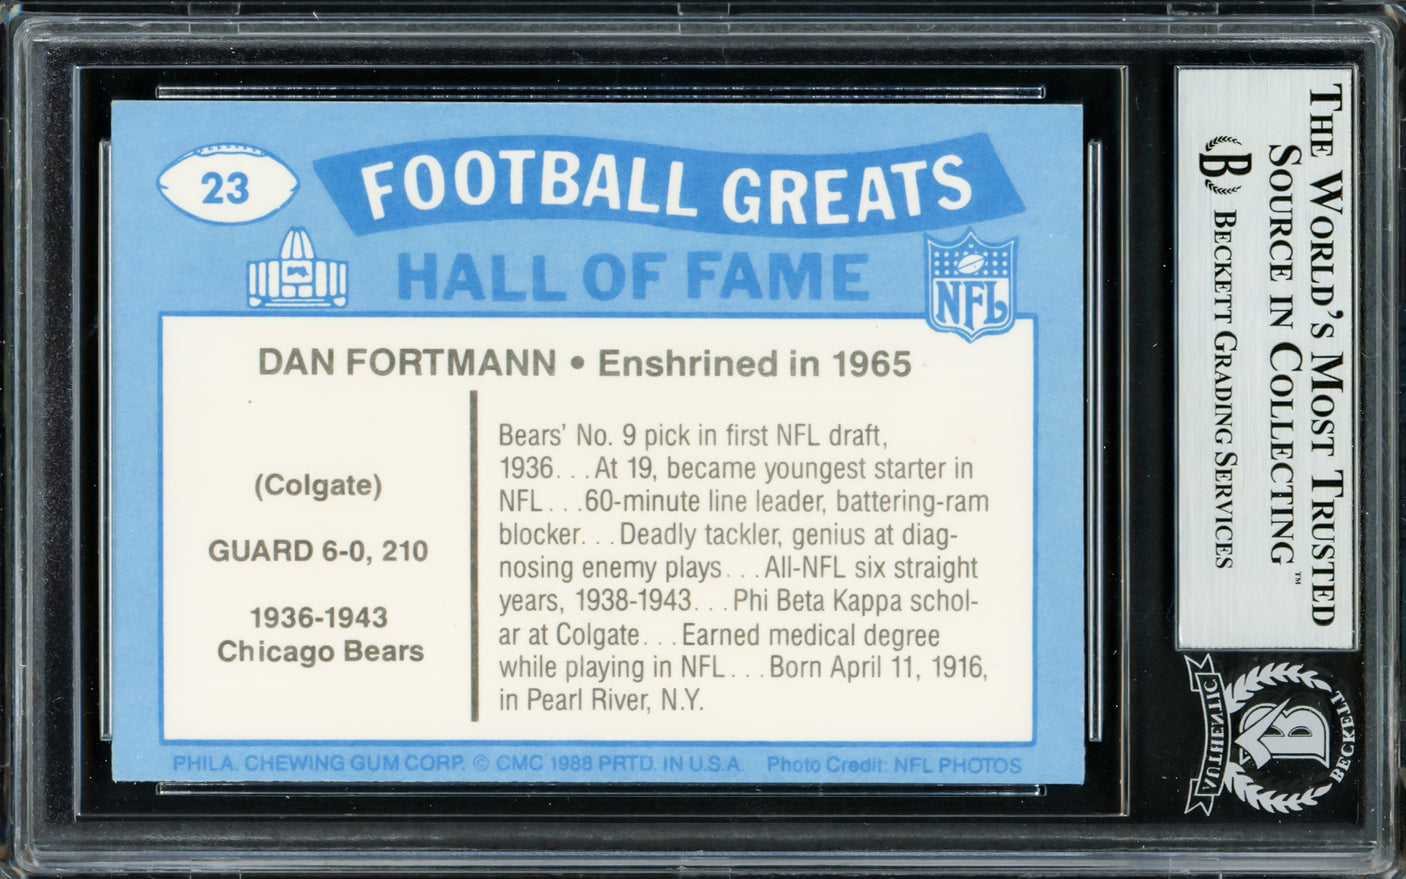 23
FOOTBALL GREATS
HALL OF FAME
NFL
DAN FORTMANN • Enshrined in 1965
(Colgate)
GUARD 6-0, 210
1936-1943
Chicago Bears
Bears' No. 9 pick in first NFL draft,
1936. . .At 19, became youngest starter in
NFL. . .60-minute line leader, battering-ram
blocker. . .Deadly tackler, genius at diag-
nosing enemy plays. . .All-NFL six straight
years, 1938-1943. . .Phi Beta Kappa schol-
ar at Colgate. . .Earned medical degree
while playing in NFL. . .Born April 11, 1916,
in Pearl River, N.Y.
PHILA. CHEWING GUM CORP. © CMC 1988 PRTD. IN U.S.A. Photo Credit: NFL PHOTOS
THE WORLD'S MOST TRUSTED
SOURCE IN COLLECTING™
B BECKETT GRADING SERVICES
BECKETT
B
AUTHENTIC